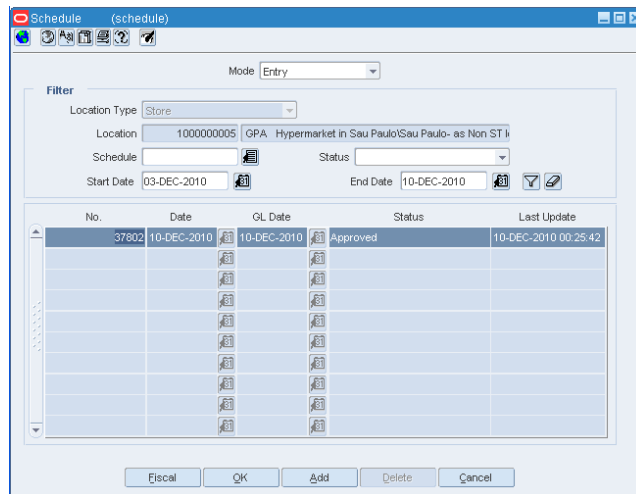 Schedule (schedule)
Mode Entry
Filter
Location Type Store
Location 1000000005 GPA Hypermarket in Sau Paulo\Sau Paulo- as Non ST l
Schedule Status
Start Date 03-DEC-2010 End Date 10-DEC-2010
No. Date GL Date Status Last Update
37802 10-DEC-2010 10-DEC-2010 Approved 10-DEC-2010 00:25:42
Fiscal OK Add Delete Cancel